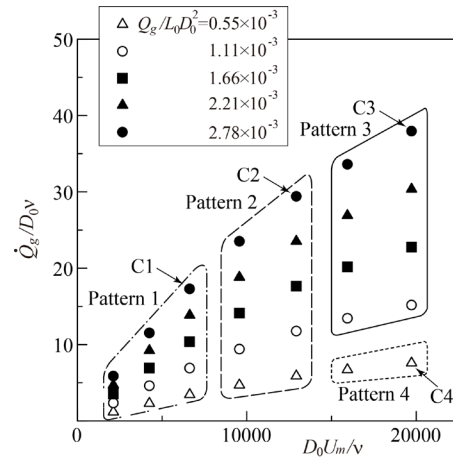 Q_g/L_0D_0^2=0.55×10^{-3}
1.11×10^{-3}
1.66×10^{-3}
2.21×10^{-3}
2.78×10^{-3}
50
40
30
20
10
0
10000
20000
Q̇_g/D_0ν
D_0U_m/ν
C1
Pattern 1
C2
Pattern 2
C3
Pattern 3
Pattern 4
C4